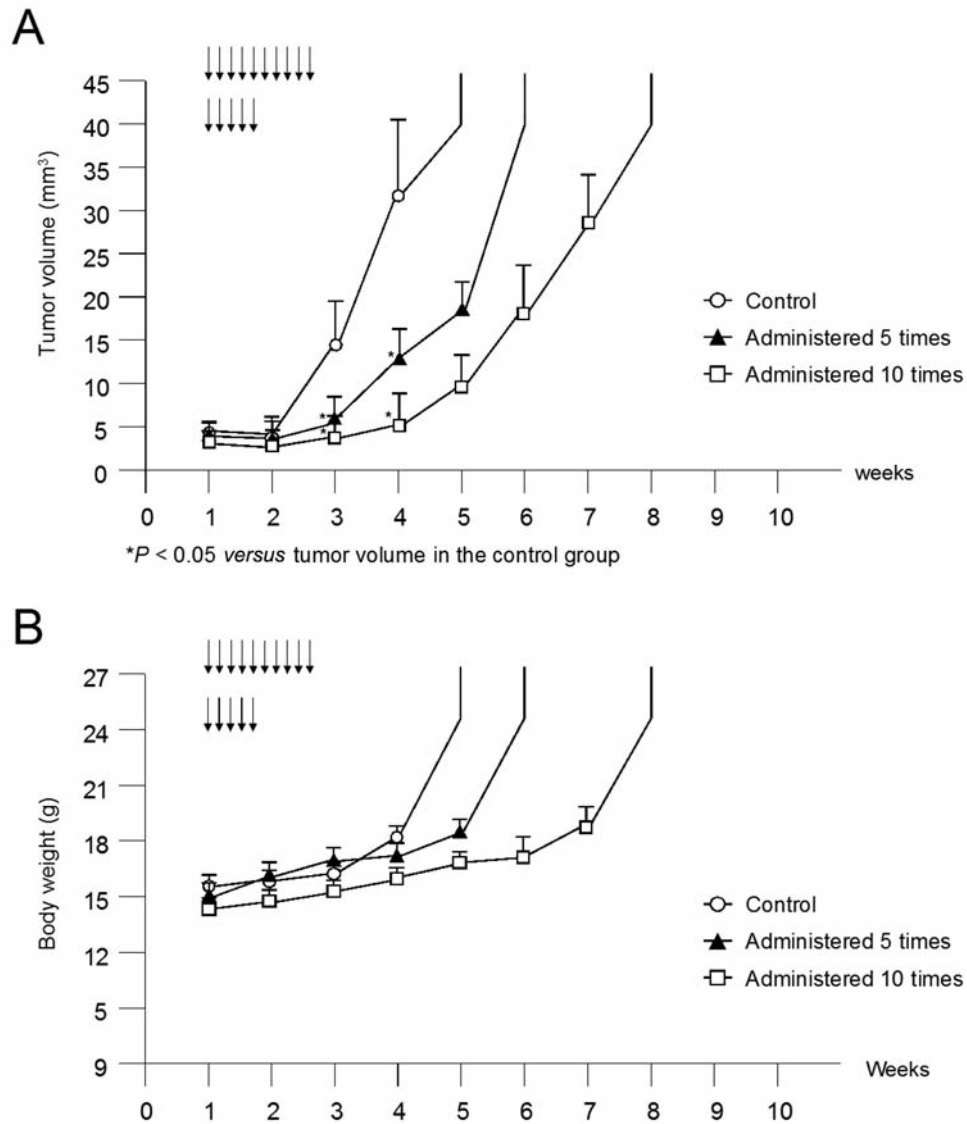 A
45
40
35
30
25
20
15
10
5
0
Tumor volume (mm³)
*
*
*
*
Control
Administered 5 times
Administered 10 times
weeks
0 1 2 3 4 5 6 7 8 9 10
*P < 0.05 versus tumor volume in the control group
B
27
24
21
18
15
12
5
9
Body weight (g)
Control
Administered 5 times
Administered 10 times
Weeks
0 1 2 3 4 5 6 7 8 9 10